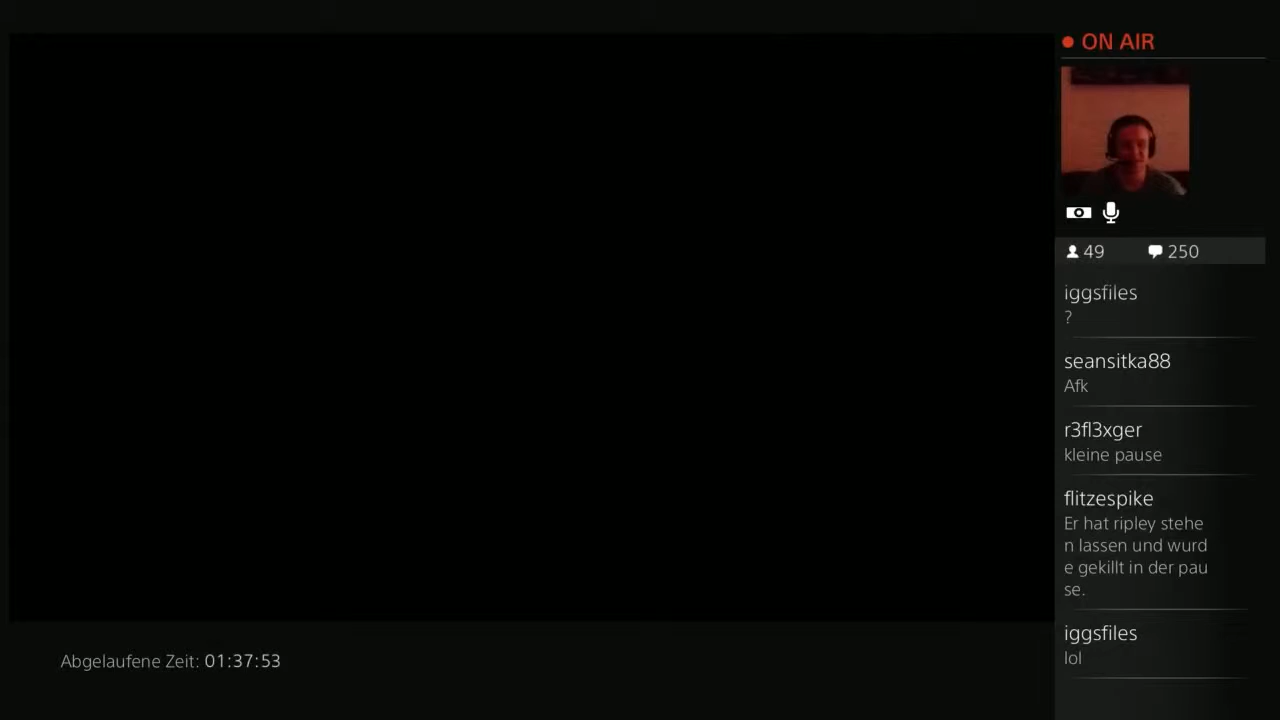 ON AIR
49 250
iggsfiles
?
seansitka88
Afk
r3fl3xger
kleine pause
flitzespike
Er hat ripley stehe
n lassen und wurd
e gekillt in der pau
se.
iggsfiles
lol
Abgelaufene Zeit: 01:37:53